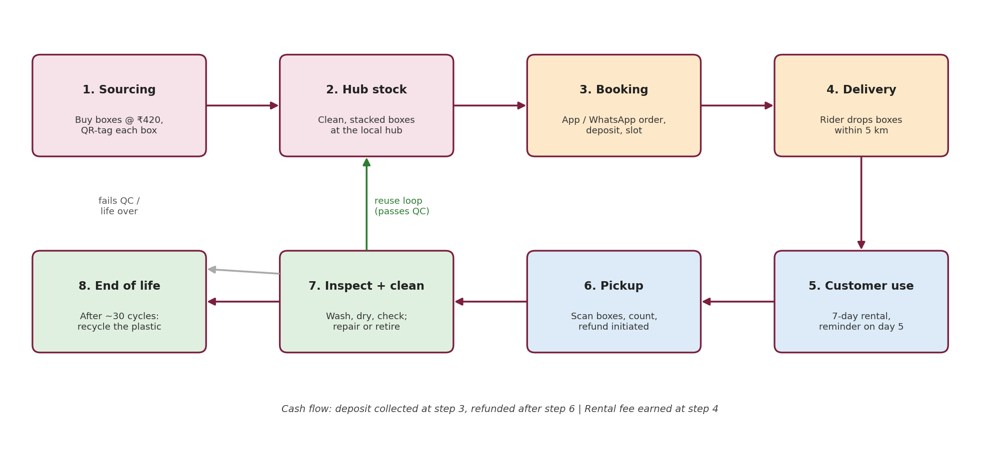 1. Sourcing
Buy boxes @ ₹420,
QR-tag each box
2. Hub stock
Clean, stacked boxes
at the local hub
3. Booking
App / WhatsApp order,
deposit, slot
4. Delivery
Rider drops boxes
within 5 km
fails QC /
life over
reuse loop
(passes QC)
8. End of life
After ~30 cycles:
recycle the plastic
7. Inspect + clean
Wash, dry, check;
repair or retire
6. Pickup
Scan boxes, count,
refund initiated
5. Customer use
7-day rental,
reminder on day 5
Cash flow: deposit collected at step 3, refunded after step 6 | Rental fee earned at step 4